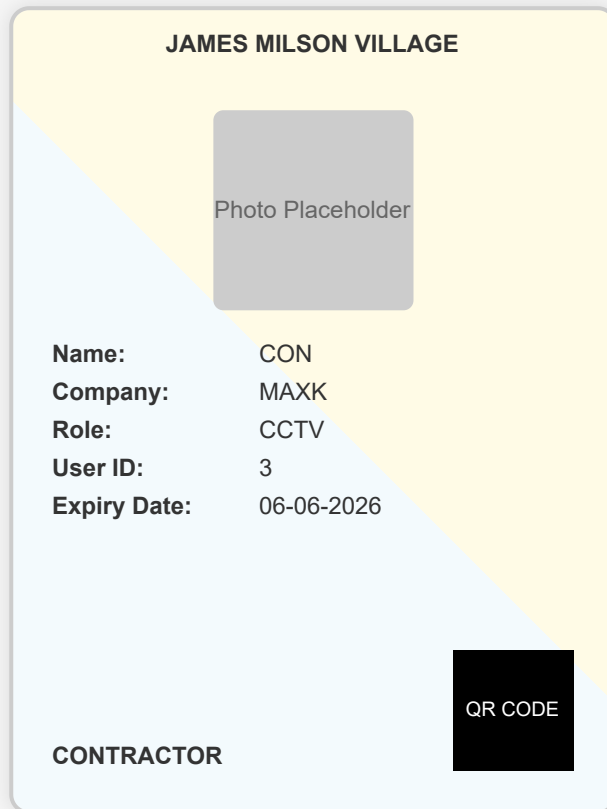 JAMES MILSON VILLAGE
Photo Placeholder
Name: CON
Company: MAXK
Role: CCTV
User ID: 3
Expiry Date: 06-06-2026
QR CODE
CONTRACTOR